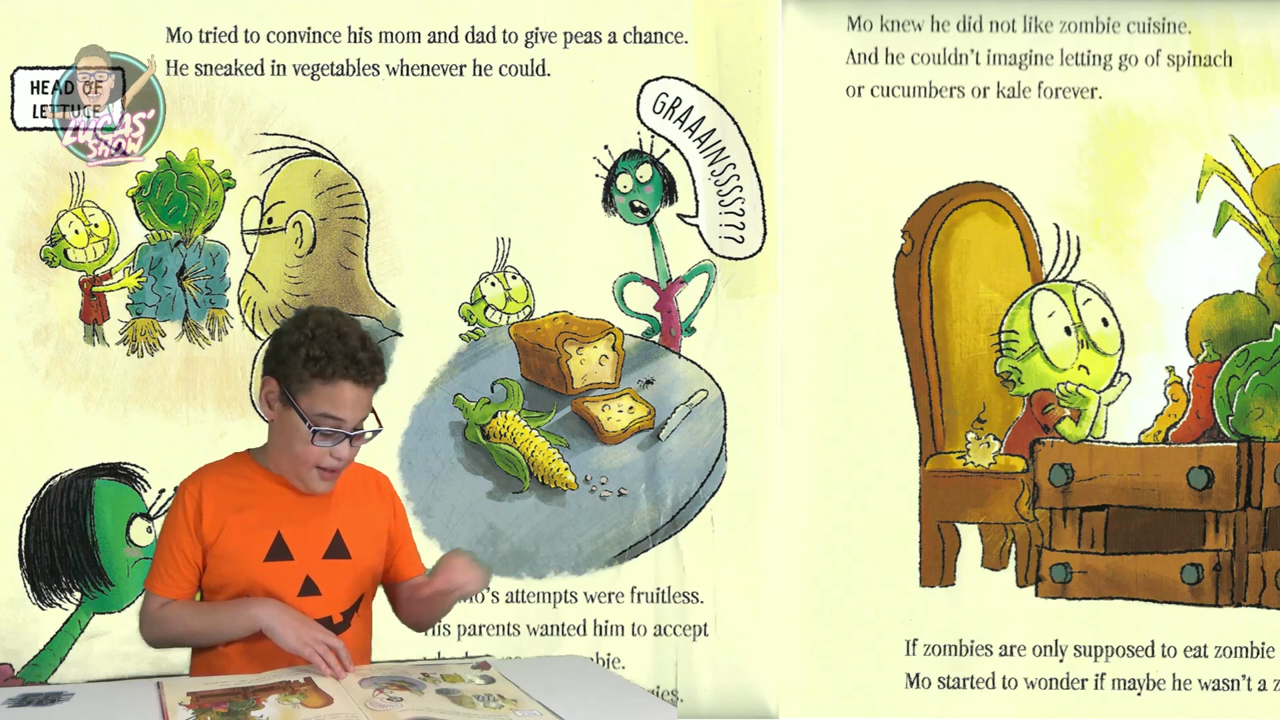 Mo tried to convince his mom and dad to give peas a chance.
He sneaked in vegetables whenever he could.
HEAD OF
LETTUCE
LUCAS'
SHOW
GRAAAINSSSS???
Mo's attempts were fruitless.
His parents wanted him to accept
Mo knew he did not like zombie cuisine.
And he couldn't imagine letting go of spinach
or cucumbers or kale forever.
If zombies are only supposed to eat zombie
Mo started to wonder if maybe he wasn't a z